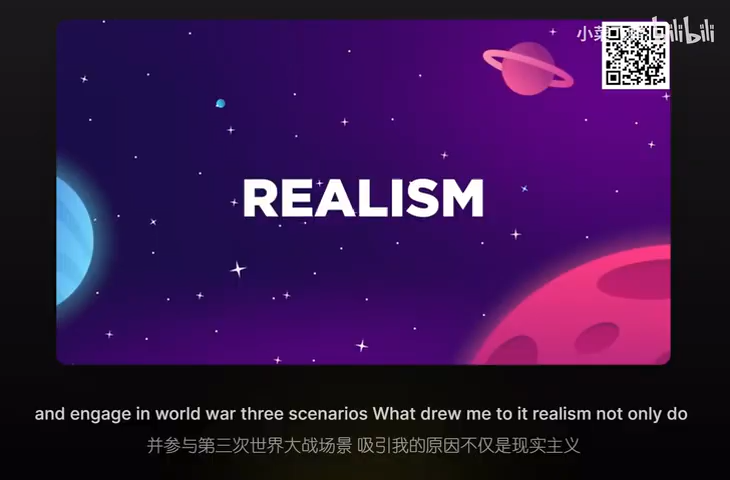 bilibili
REALISM
and engage in world war three scenarios What drew me to it realism not only do
并参与第三次世界大战场景 吸引我的原因不仅是现实主义